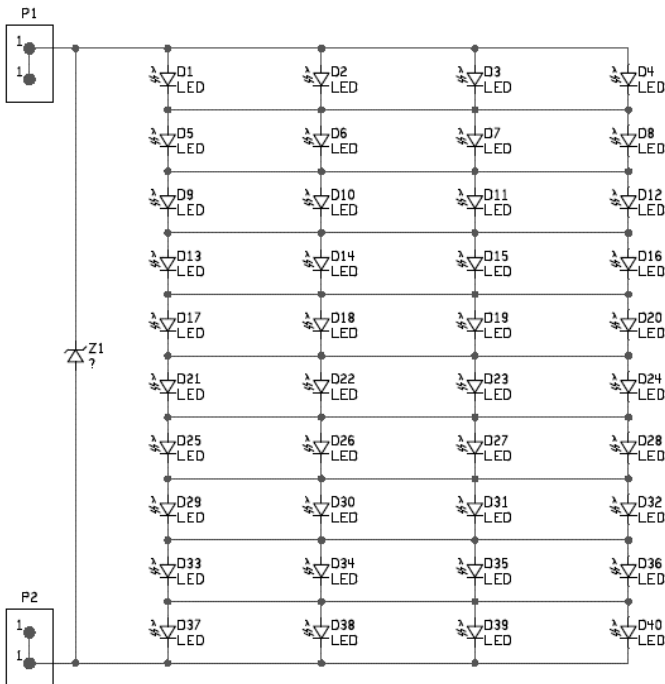 P1
1
1
D1 D2 D3 D4
LED LED LED LED
D5 D6 D7 D8
LED LED LED LED
D9 D10 D11 D12
LED LED LED LED
D13 D14 D15 D16
LED LED LED LED
D17 D18 D19 D20
LED LED LED LED
Z1
?
D21 D22 D23 D24
LED LED LED LED
D25 D26 D27 D28
LED LED LED LED
D29 D30 D31 D32
LED LED LED LED
D33 D34 D35 D36
LED LED LED LED
P2
1
1
D37 D38 D39 D40
LED LED LED LED